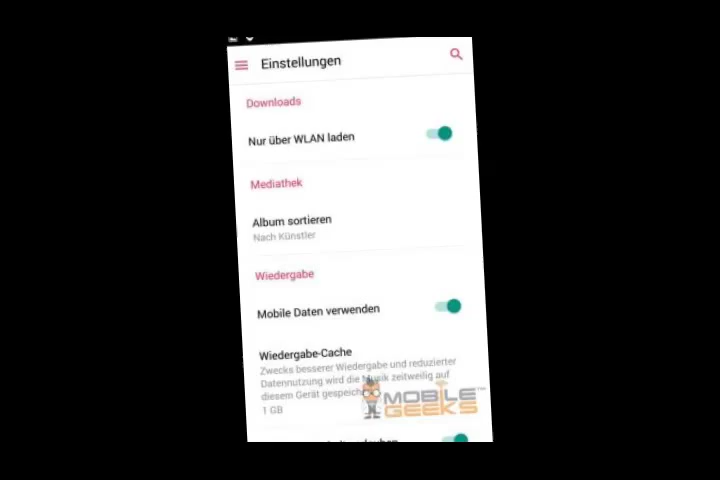 Einstellungen
Downloads
Nur über WLAN laden
Mediathek
Album sortieren
Nach Künstler
Wiedergabe
Mobile Daten verwenden
Wiedergabe-Cache
Zwecks besserer Wiedergabe und reduzierter
Datennutzung wird die Musik zeitweilig auf
diesem Gerät
1 GB
MOBILE
GEEKS